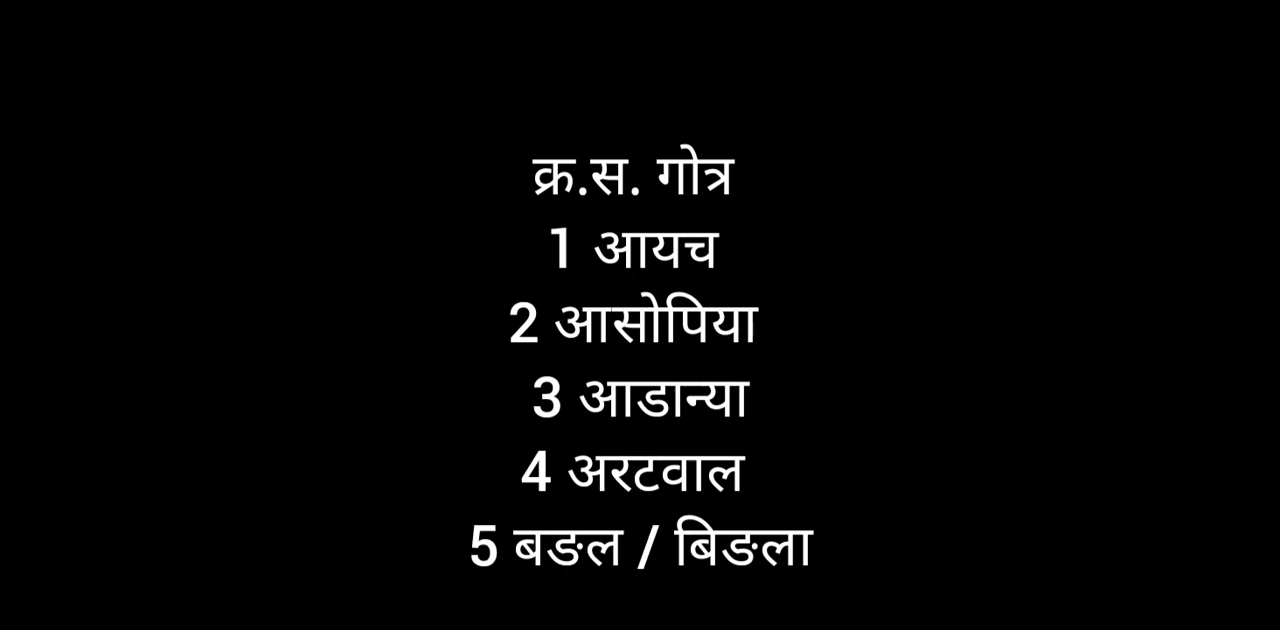 क्र.स. गोत्र
1 आयच
2 आसोपिया
3 आडान्या
4 अरटवाल
5 बङल / बिङला